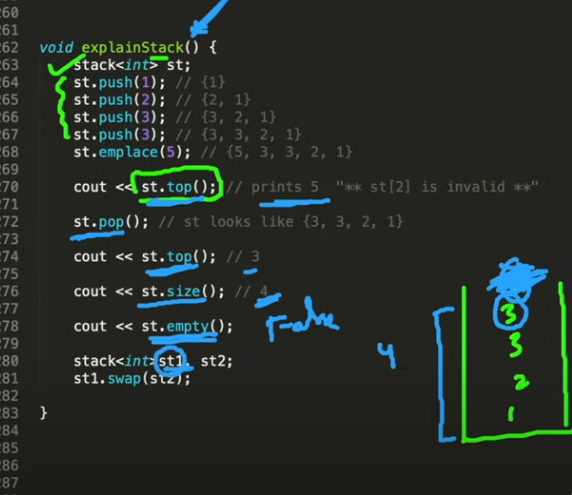 260
261
262 void explainStack() {
263 stack<int> st;
264 st.push(1); // {1}
265 st.push(2); // {2, 1}
266 st.push(3); // {3, 2, 1}
267 st.push(3); // {3, 3, 2, 1}
268 st.emplace(5); // {5, 3, 3, 2, 1}
269
270 cout << st.top(); // prints 5 "** st[2] is invalid **"
271
272 st.pop(); // st looks like {3, 3, 2, 1}
273
274 cout << st.top(); // 3
275
276 cout << st.size(); // 4
277
278 cout << st.empty(); False
279
280 stack<int>st1, st2;
281 st1.swap(st2);
282
283 }
284
285
286
287
4
3
3
2
1